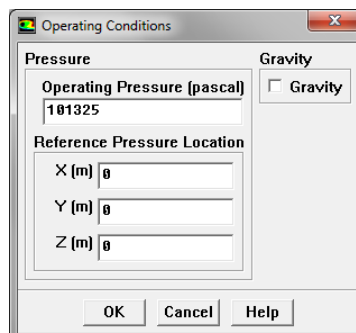 Operating Conditions
Pressure
Operating Pressure (pascal)
101325
Reference Pressure Location
X (m) 0
Y (m) 0
Z (m) 0
Gravity
Gravity
OK Cancel Help